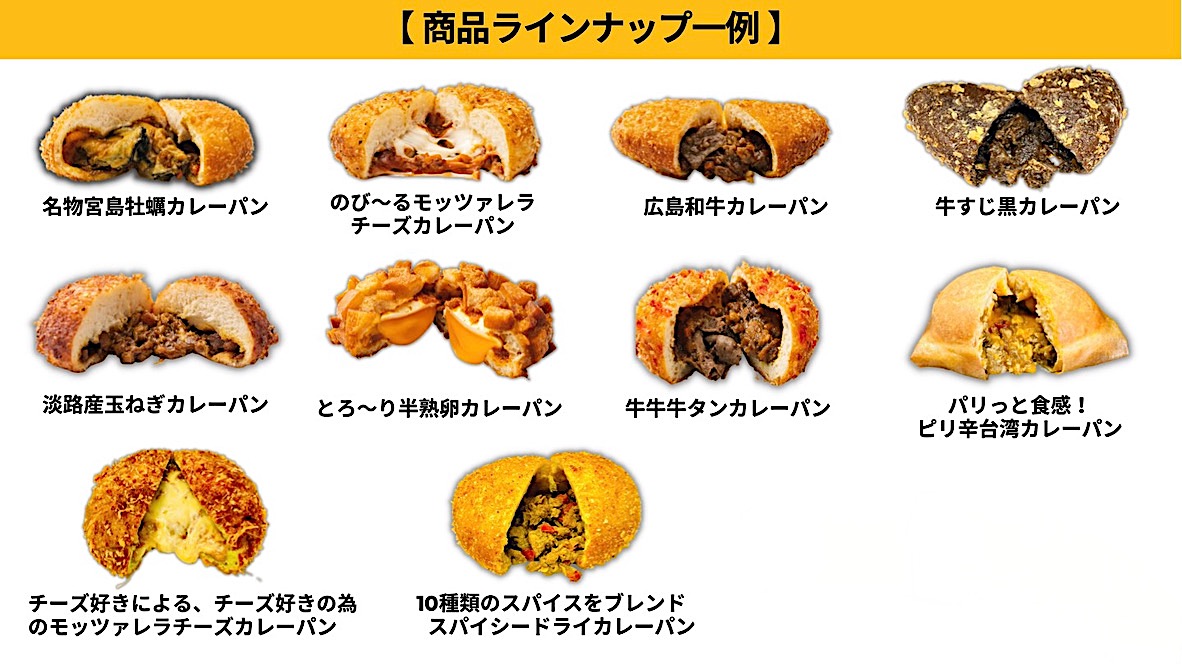 【 商品ラインナップ一例 】
名物宮島牡蠣カレーパン
のび～るモッツァレラ
チーズカレーパン
広島和牛カレーパン
牛すじ黒カレーパン
淡路産玉ねぎカレーパン
とろ～り半熟卵カレーパン
牛牛牛タンカレーパン
パリっと食感！
ピリ辛台湾カレーパン
チーズ好きによる、チーズ好きの為
のモッツァレラチーズカレーパン
10種類のスパイスをブレンド
スパイシードライカレーパン